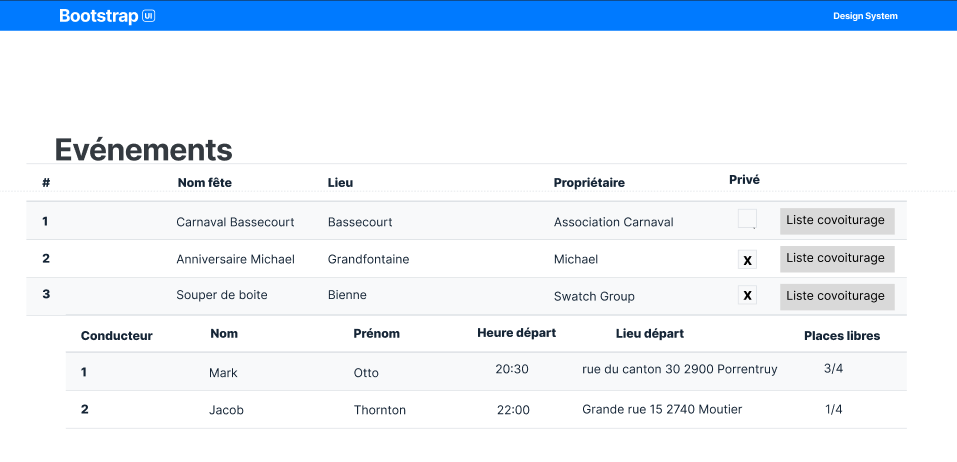 Bootstrap UI Design System
Evénements
# Nom fête Lieu Propriétaire Privé
1 Carnaval Bassecourt Bassecourt Association Carnaval Liste covoiturage
2 Anniversaire Michael Grandfontaine Michael X Liste covoiturage
3 Souper de boite Bienne Swatch Group X Liste covoiturage
Conducteur Nom Prénom Heure départ Lieu départ Places libres
1 Mark Otto 20:30 rue du canton 30 2900 Porrentruy 3/4
2 Jacob Thornton 22:00 Grande rue 15 2740 Moutier 1/4